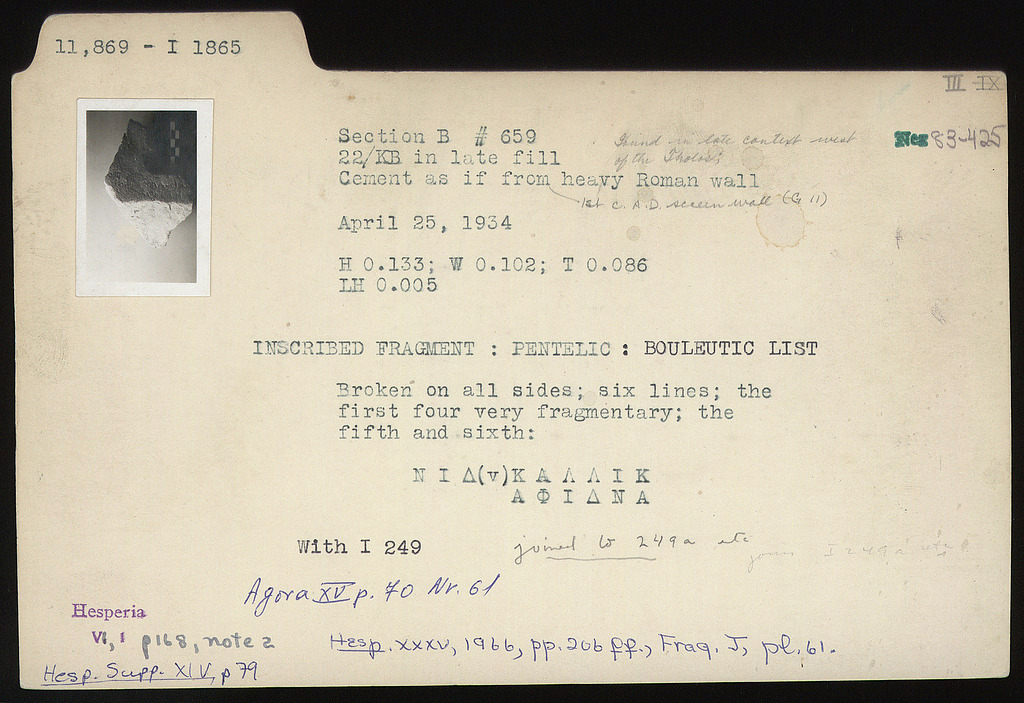 11,869 - I 1865
III IX
Section B # 659
22/KB in late fill
Cement as if from heavy Roman wall
Found in late context west
of the Tholos
1st c. A.D. screen wall (G 11)
Neg 83-425
April 25, 1934
H 0.133; W 0.102; T 0.086
LH 0.005
INSCRIBED FRAGMENT : PENTELIC : BOULEUTIC LIST
Broken on all sides; six lines; the
first four very fragmentary; the
fifth and sixth:
Ν Ι Δ(v)Κ Α Λ Λ Ι Κ
Α Φ Ι Δ Ν Α
With I 249
joined to 249a etc
joins I 249a etc
Agora XV p. 70 Nr. 61
Hesperia
VI, 1 p168, note 2
Hesp. XXXV, 1966, pp. 206 ff., Frag. J, pl. 61.
Hesp. Supp. XIV, p 79